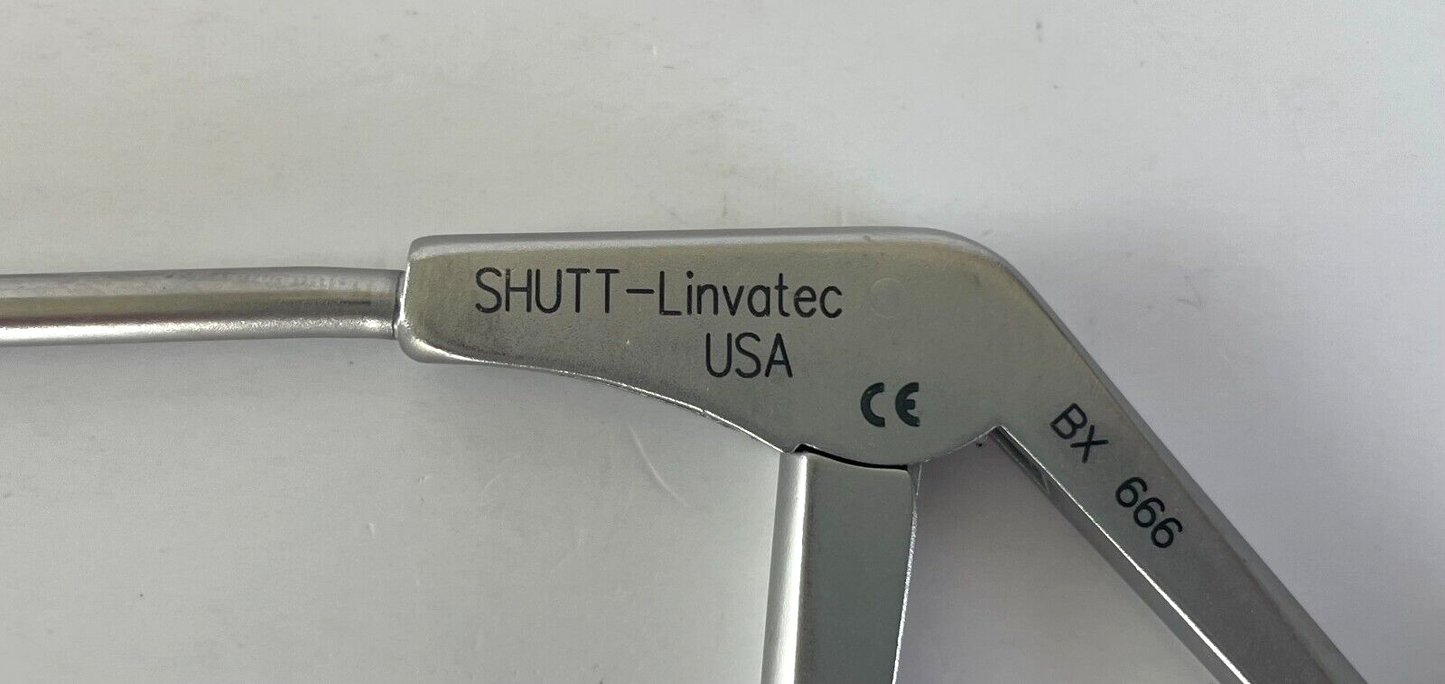 SHUTT-Linvatec
USA
CE
BX 666